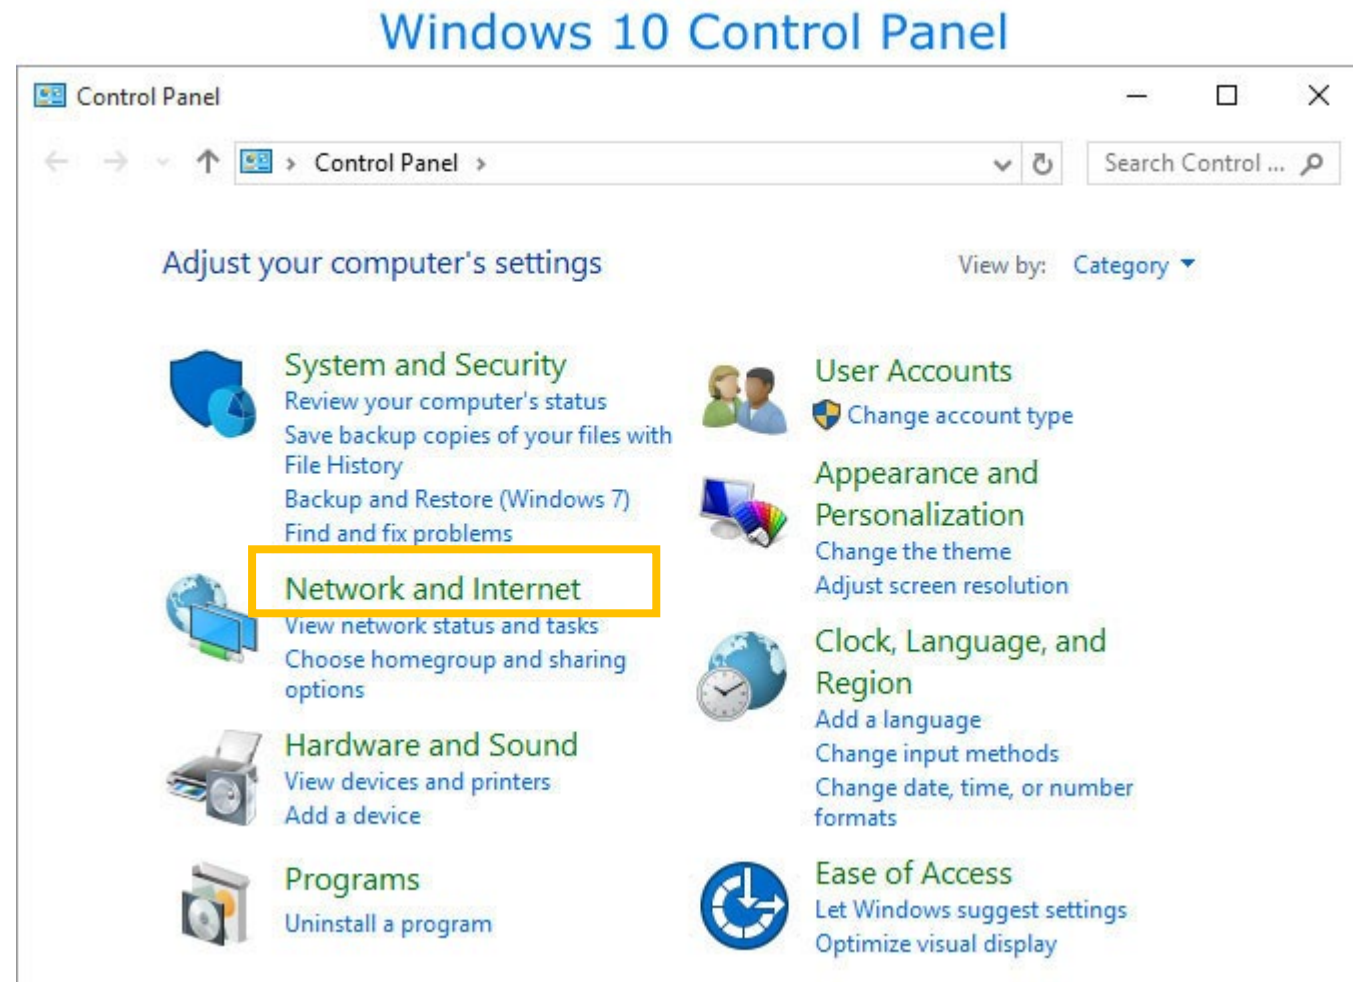 Windows 10 Control Panel
Control Panel
Control Panel
Search Control ...
Adjust your computer's settings
View by: Category
System and Security
Review your computer's status
Save backup copies of your files with
File History
Backup and Restore (Windows 7)
Find and fix problems
Network and Internet
View network status and tasks
Choose homegroup and sharing
options
Hardware and Sound
View devices and printers
Add a device
Programs
Uninstall a program
User Accounts
Change account type
Appearance and
Personalization
Change the theme
Adjust screen resolution
Clock, Language, and
Region
Add a language
Change input methods
Change date, time, or number
formats
Ease of Access
Let Windows suggest settings
Optimize visual display